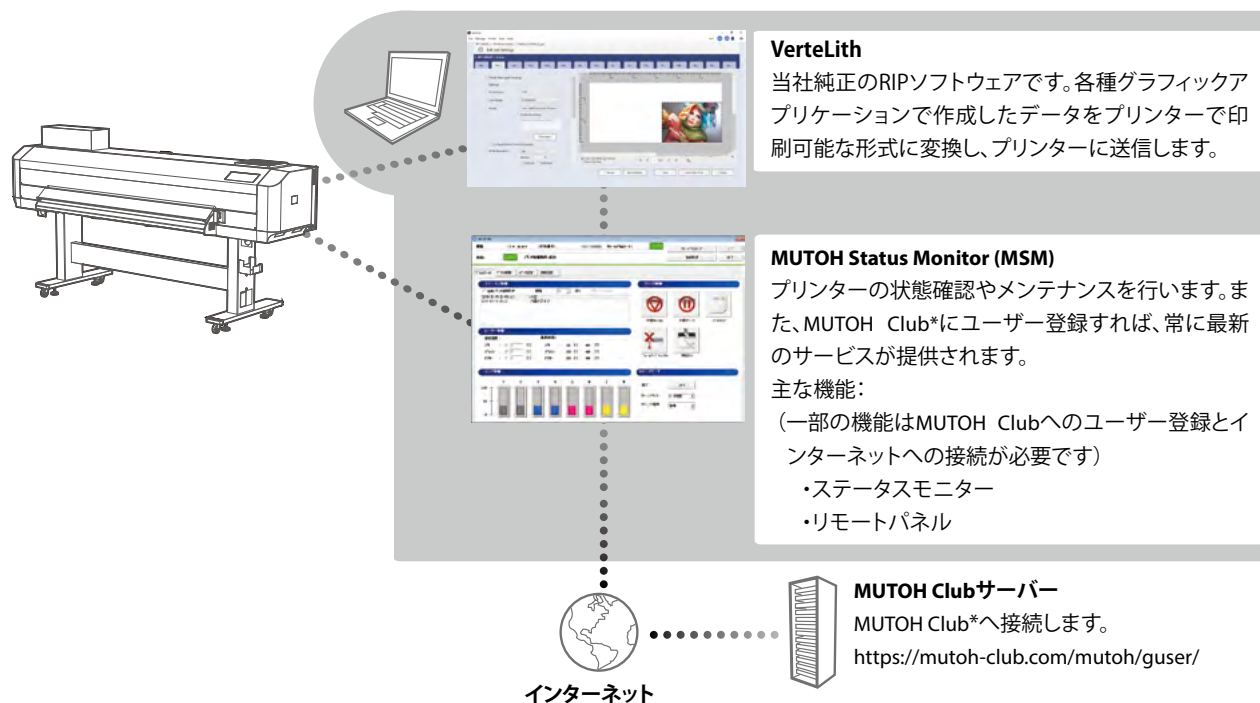 VerteLith
当社純正のRIPソフトウェアです。各種グラフィックア
プリケーションで作成したデータをプリンターで印
刷可能な形式に変換し、プリンターに送信します。
MUTOH Status Monitor (MSM)
プリンターの状態確認やメンテナンスを行います。ま
た、MUTOH Club*にユーザー登録すれば、常に最新
のサービスが提供されます。
主な機能：
（一部の機能はMUTOH Clubへのユーザー登録とイ
ンターネットへの接続が必要です）
・ステータスモニター
・リモートパネル
MUTOH Clubサーバー
MUTOH Club*へ接続します。
https://mutoh-club.com/mutoh/guser/
インターネット